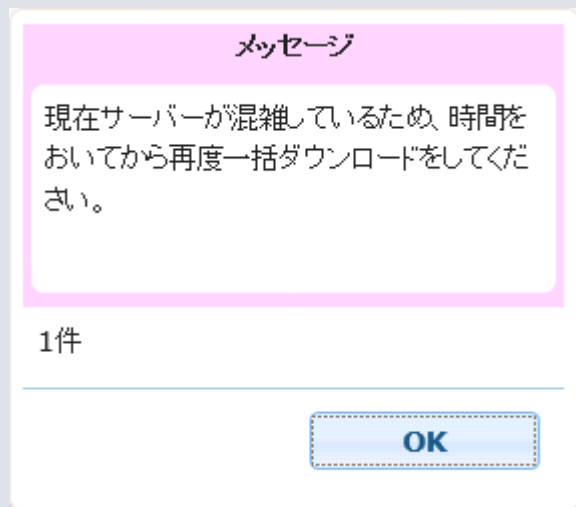 メッセージ
現在サーバーが混雑しているため、時間を
おいてから再度一括ダウンロードをしてくだ
さい。
1件
OK